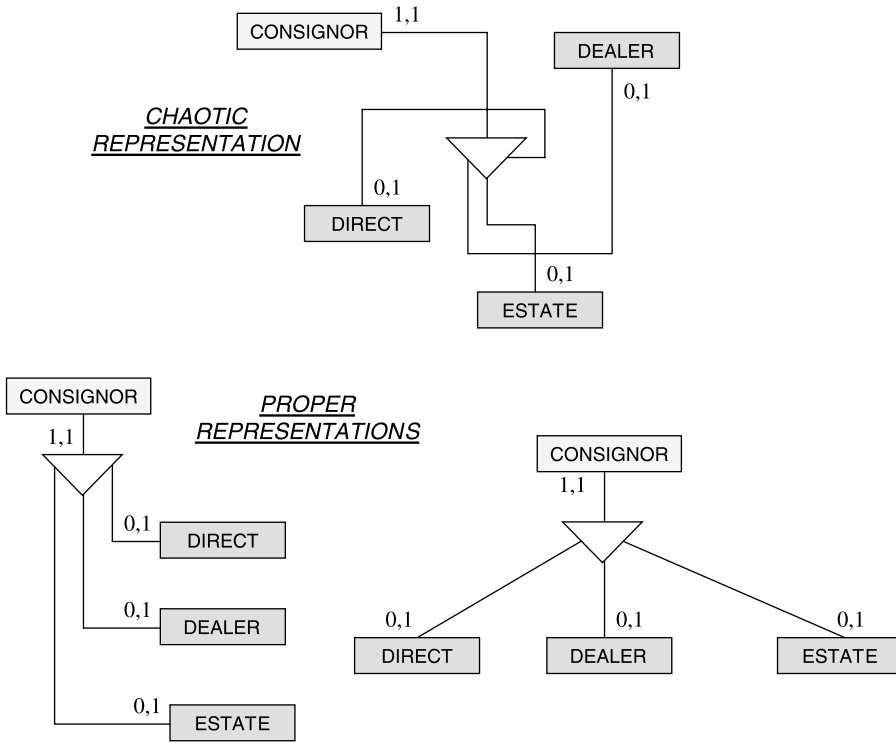 CONSIGNOR
1,1
DEALER
0,1
CHAOTIC
REPRESENTATION
0,1
DIRECT
0,1
ESTATE
CONSIGNOR
1,1
PROPER
REPRESENTATIONS
0,1
DIRECT
0,1
DEALER
0,1
ESTATE
CONSIGNOR
1,1
0,1
DIRECT
0,1
DEALER
0,1
ESTATE